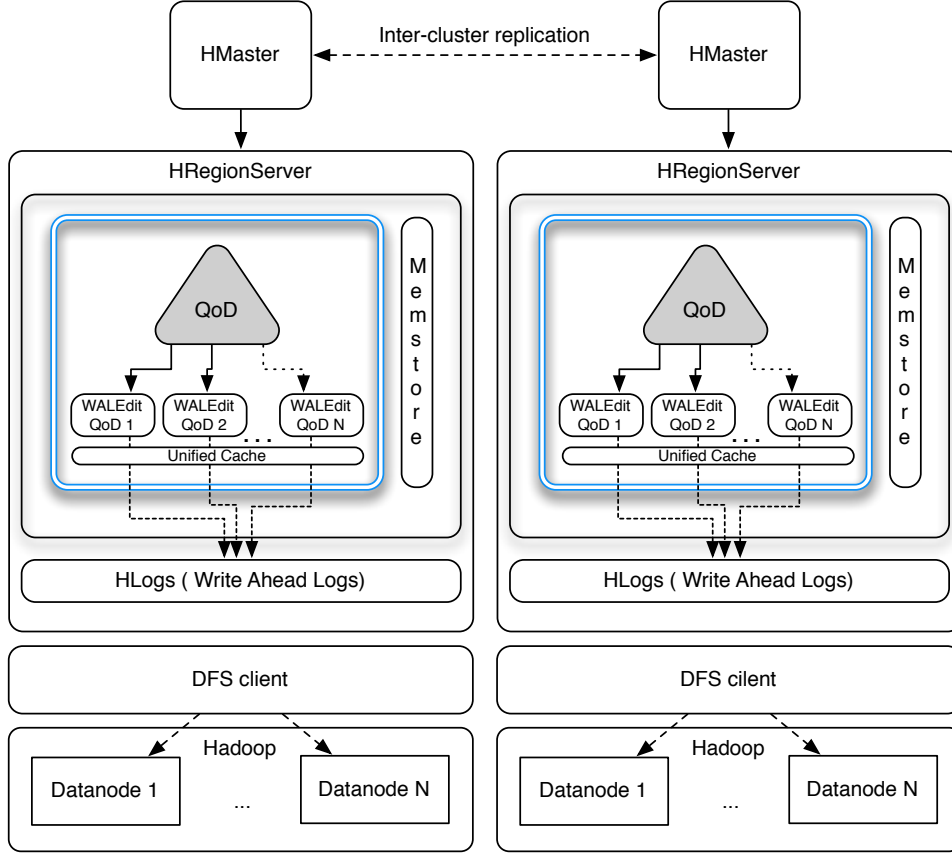 Inter-cluster replication
HMaster
HMaster
HRegionServer
QoD
WALEdit
QoD 1
WALEdit
QoD 2
. . .
WALEdit
QoD N
Unified Cache
Memstore
HLogs ( Write Ahead Logs)
DFS client
Hadoop
Datanode 1
...
Datanode N
HRegionServer
QoD
WALEdit
QoD 1
WALEdit
QoD 2
. . .
WALEdit
QoD N
Unified Cache
Memstore
HLogs ( Write Ahead Logs)
DFS cilent
Hadoop
Datanode 1
...
Datanode N